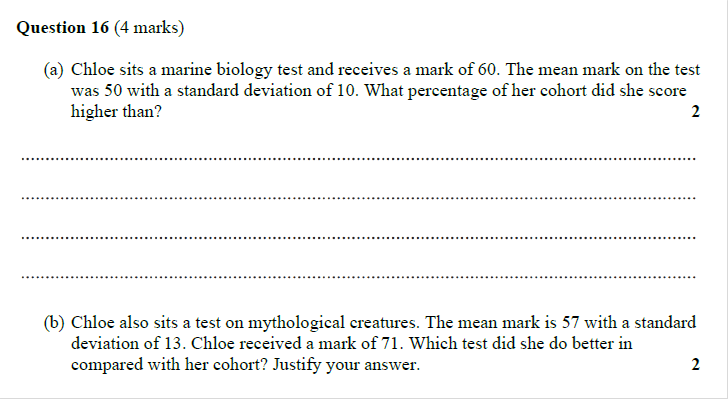 Question 16 (4 marks)
(a) Chloe sits a marine biology test and receives a mark of 60. The mean mark on the test
was 50 with a standard deviation of 10. What percentage of her cohort did she score
higher than? 2
(b) Chloe also sits a test on mythological creatures. The mean mark is 57 with a standard
deviation of 13. Chloe received a mark of 71. Which test did she do better in
compared with her cohort? Justify your answer. 2